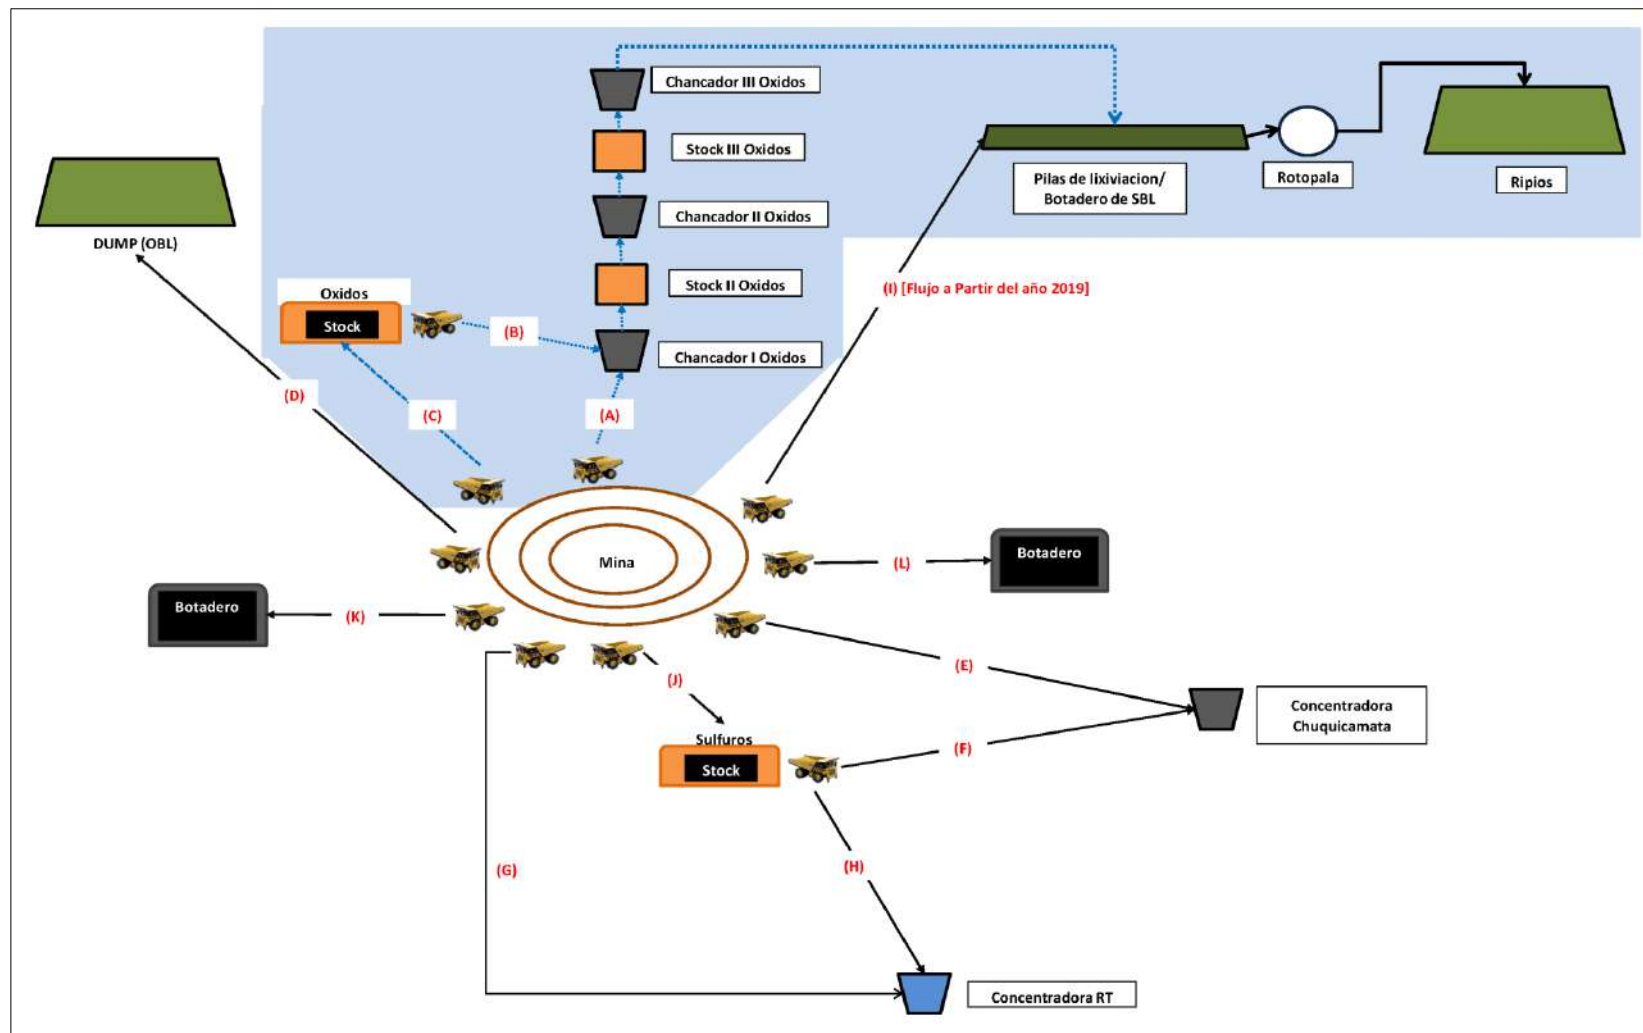 Chancador III Oxidos
Stock III Oxidos
Chancador II Oxidos
Stock II Oxidos
Chancador I Oxidos
Pilas de lixiviacion/
Botadero de SBL
Rotopala
Ripios
DUMP (OBL)
Oxidos
Stock
(B)
(I) [Flujo a Partir del año 2019]
(D)
(C)
(A)
Mina
Botadero
(L)
Botadero
(K)
(E)
(J)
Concentradora
Chuquicamata
Sulfuros
Stock
(F)
(G)
(H)
Concentradora RT